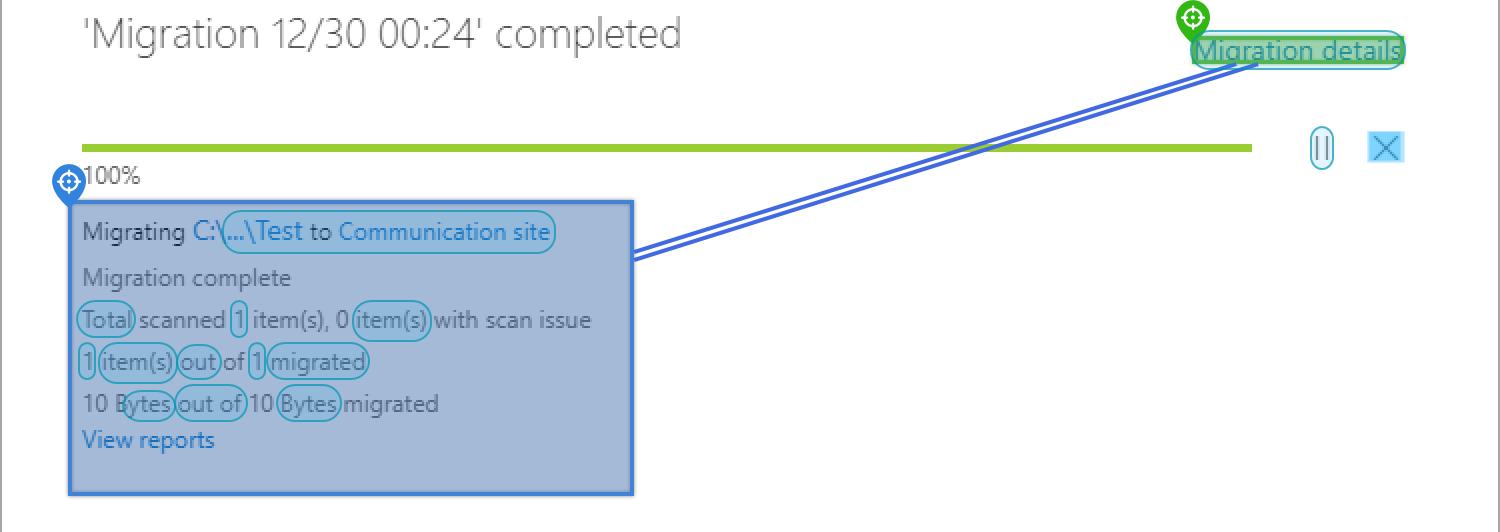 'Migration 12/30 00:24' completed
Migration details
100%
Migrating C:\...\Test to Communication site
Migration complete
Total scanned 1 item(s), 0 item(s) with scan issue
1 item(s) out of 1 migrated
10 Bytes out of 10 Bytes migrated
View reports